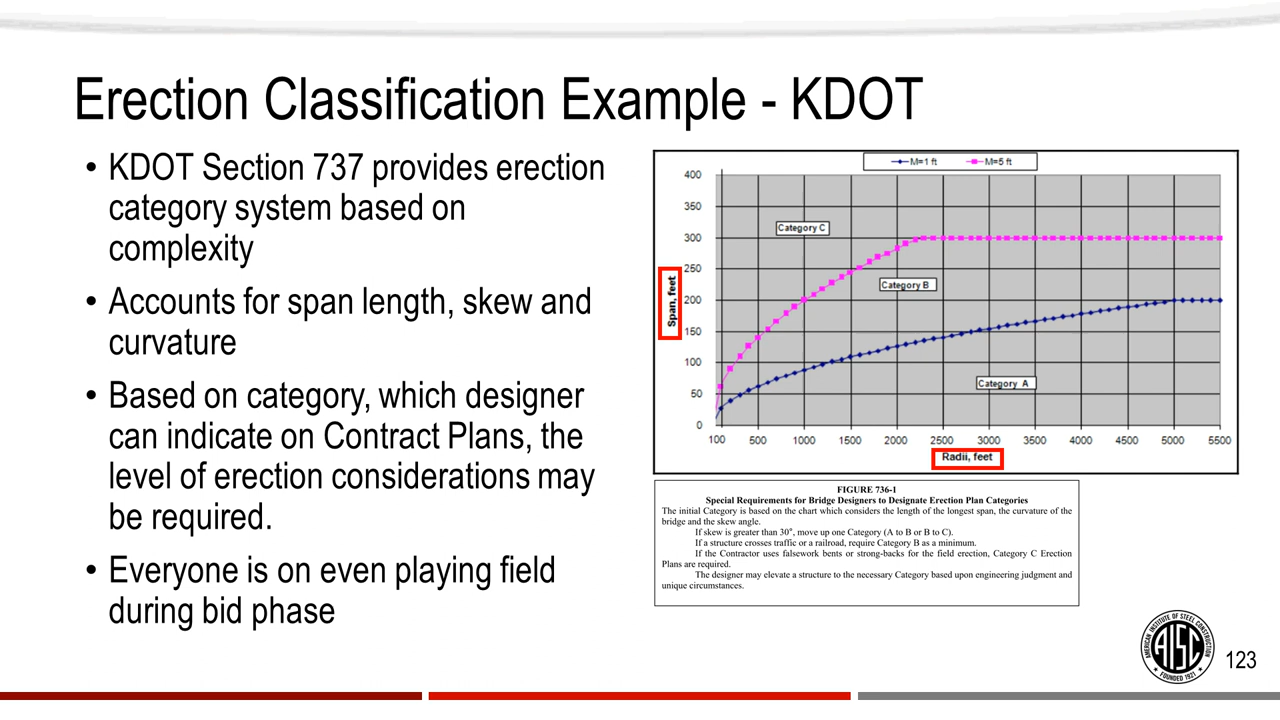 Erection Classification Example - KDOT
• KDOT Section 737 provides erection
category system based on
complexity
• Accounts for span length, skew and
curvature
• Based on category, which designer
can indicate on Contract Plans, the
level of erection considerations may
be required.
• Everyone is on even playing field
during bid phase
M=1 ft M=5 ft
400
350
300
250
200
150
100
50
0
Span, feet
Category C
Category B
Category A
100 500 1000 1500 2000 2500 3000 3500 4000 4500 5000 5500
Radii, feet
FIGURE 736-1
Special Requirements for Bridge Designers to Designate Erection Plan Categories
The initial Category is based on the chart which considers the length of the longest span, the curvature of the
bridge and the skew angle.
If skew is greater than 30°, move up one Category (A to B or B to C).
If a structure crosses traffic or a railroad, require Category B as a minimum.
If the Contractor uses falsework bents or strong-backs for the field erection, Category C Erection
Plans are required.
The designer may elevate a structure to the necessary Category based upon engineering judgment and
unique circumstances.
AMERICAN INSTITUTE OF STEEL CONSTRUCTION
AISC
FOUNDED 1921
123